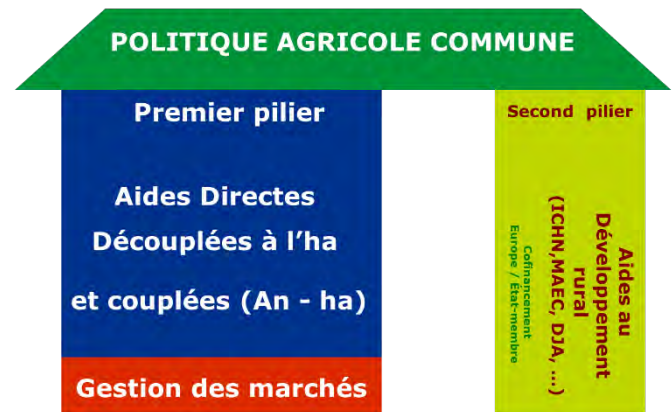 POLITIQUE AGRICOLE COMMUNE
Premier pilier
Aides Directes
Découplées à l'ha
et couplées (An - ha)
Gestion des marchés
Second pilier
Aides au
Développement
rural
(ICHN,MAEC, DJA, ...)
Cofinancement
Europe / État-membre